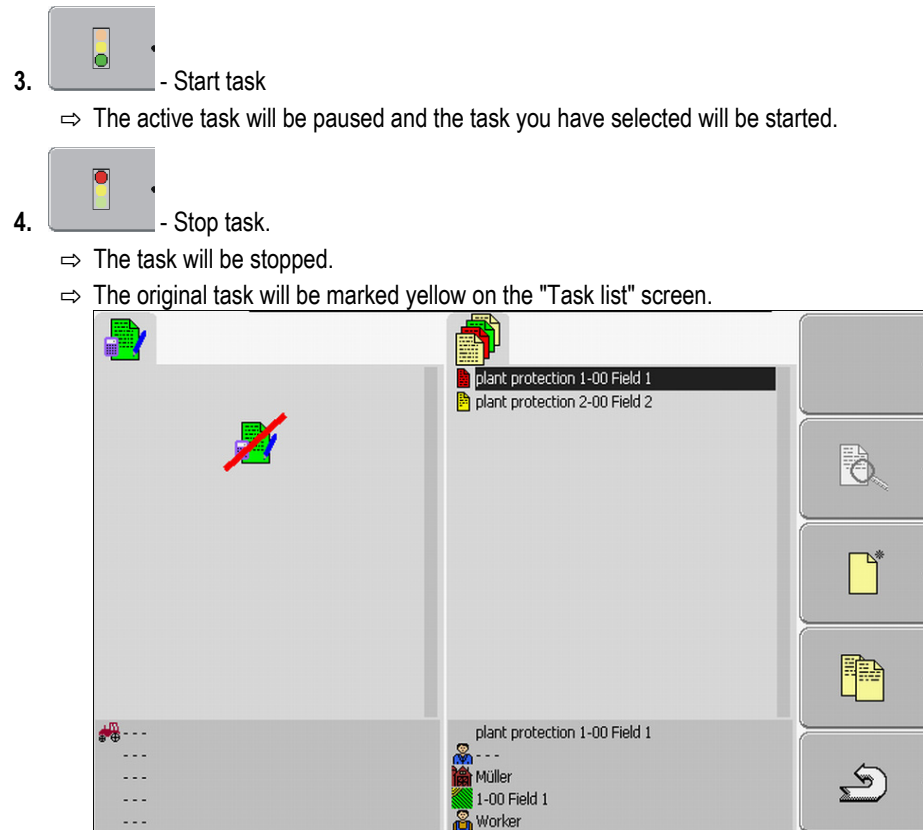 3. - Start task
⇨ The active task will be paused and the task you have selected will be started.
4. - Stop task.
⇨ The task will be stopped.
⇨ The original task will be marked yellow on the "Task list" screen.
plant protection 1-00 Field 1
plant protection 2-00 Field 2
- - -
- - -
- - -
- - -
- - -
plant protection 1-00 Field 1
- - -
Müller
1-00 Field 1
Worker